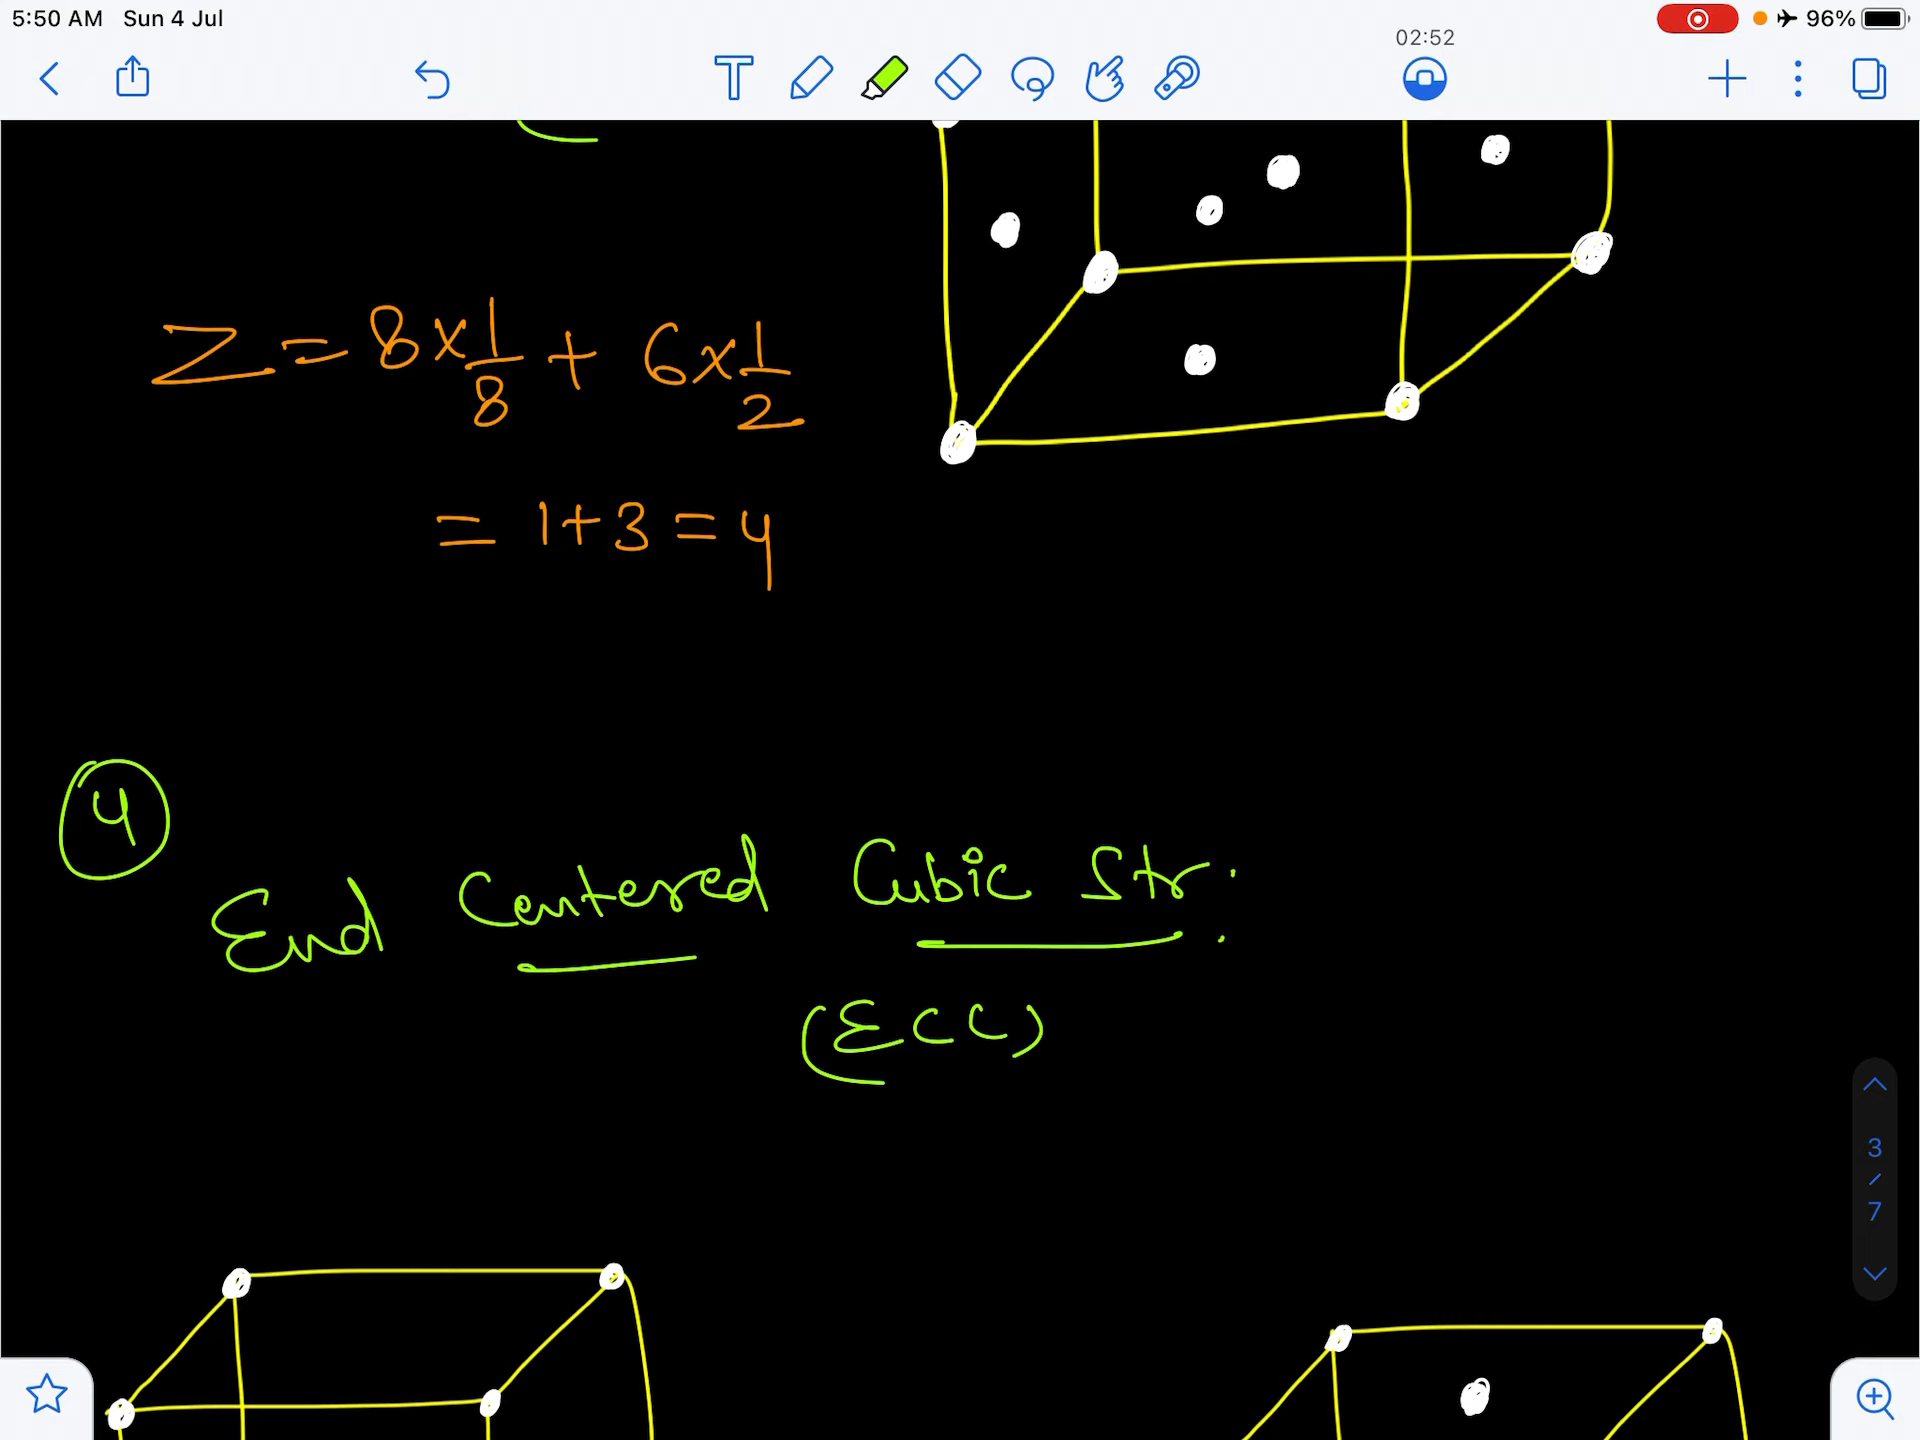 5:50 AM Sun 4 Jul
96%
02:52
T
Z = 8 × 1/8 + 6 × 1/2
= 1 + 3 = 4
4
End Centered Cubic Str.
(ECC)
3
/
7